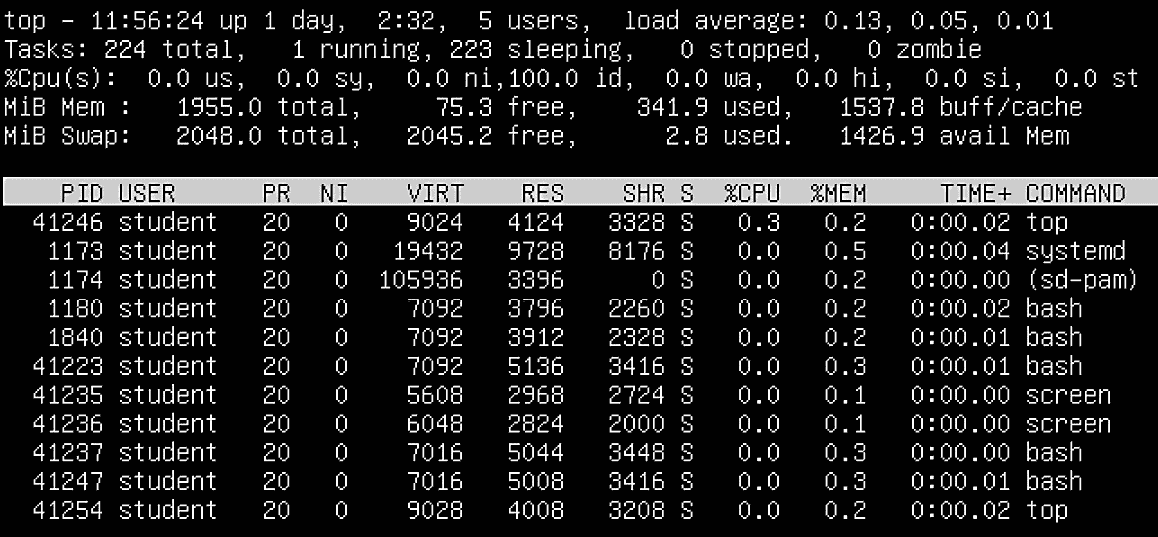 top - 11:56:24 up 1 day,  2:32,  5 users,  load average: 0.13, 0.05, 0.01
Tasks: 224 total,   1 running, 223 sleeping,   0 stopped,   0 zombie
%Cpu(s):  0.0 us,  0.0 sy,  0.0 ni,100.0 id,  0.0 wa,  0.0 hi,  0.0 si,  0.0 st
MiB Mem :   1955.0 total,     75.3 free,    341.9 used,   1537.8 buff/cache
MiB Swap:   2048.0 total,   2045.2 free,      2.8 used.   1426.9 avail Mem
    PID USER      PR  NI    VIRT    RES    SHR S  %CPU  %MEM     TIME+ COMMAND
  41246 student   20   0    9024   4124   3328 S   0.3   0.2   0:00.02 top
   1173 student   20   0   19432   9728   8176 S   0.0   0.5   0:00.04 systemd
   1174 student   20   0  105936   3396      0 S   0.0   0.2   0:00.00 (sd-pam)
   1180 student   20   0    7092   3796   2260 S   0.0   0.2   0:00.02 bash
   1840 student   20   0    7092   3912   2328 S   0.0   0.2   0:00.01 bash
  41223 student   20   0    7092   5136   3416 S   0.0   0.3   0:00.01 bash
  41235 student   20   0    5608   2968   2724 S   0.0   0.1   0:00.00 screen
  41236 student   20   0    6048   2824   2000 S   0.0   0.1   0:00.00 screen
  41237 student   20   0    7016   5044   3448 S   0.0   0.3   0:00.00 bash
  41247 student   20   0    7016   5008   3416 S   0.0   0.3   0:00.01 bash
  41254 student   20   0    9028   4008   3208 S   0.0   0.2   0:00.02 top